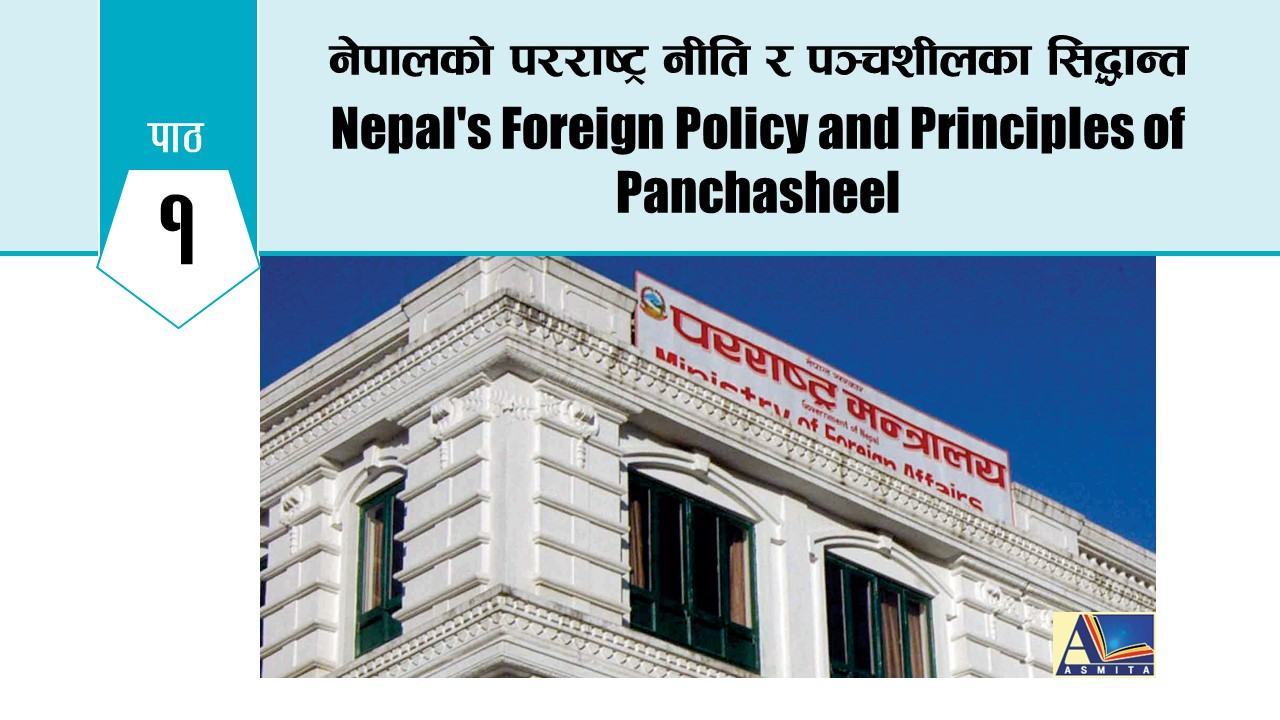 पाठ
१
नेपालको परराष्ट्र नीति र पञ्चशीलका सिद्धान्त
Nepal's Foreign Policy and Principles of
Panchasheel
नेपाल सरकार
परराष्ट्र मन्त्रालय
Government of Nepal
Ministry of Foreign Affairs
ASMITA